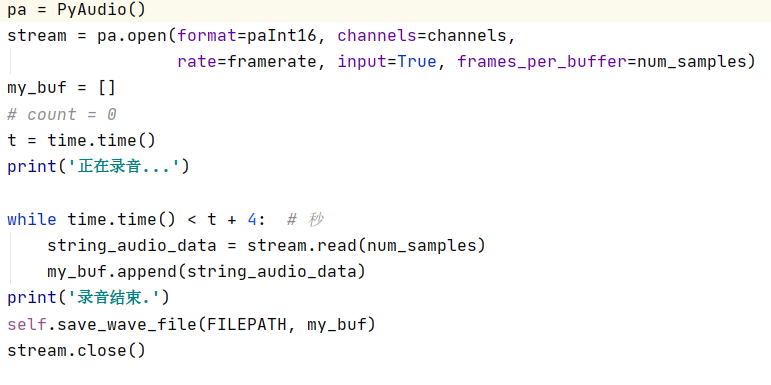 pa = PyAudio()
stream = pa.open(format=paInt16, channels=channels,
                 rate=framerate, input=True, frames_per_buffer=num_samples)
my_buf = []
# count = 0
t = time.time()
print('正在录音...')

while time.time() < t + 4:  # 秒
    string_audio_data = stream.read(num_samples)
    my_buf.append(string_audio_data)
print('录音结束.')
self.save_wave_file(FILEPATH, my_buf)
stream.close()